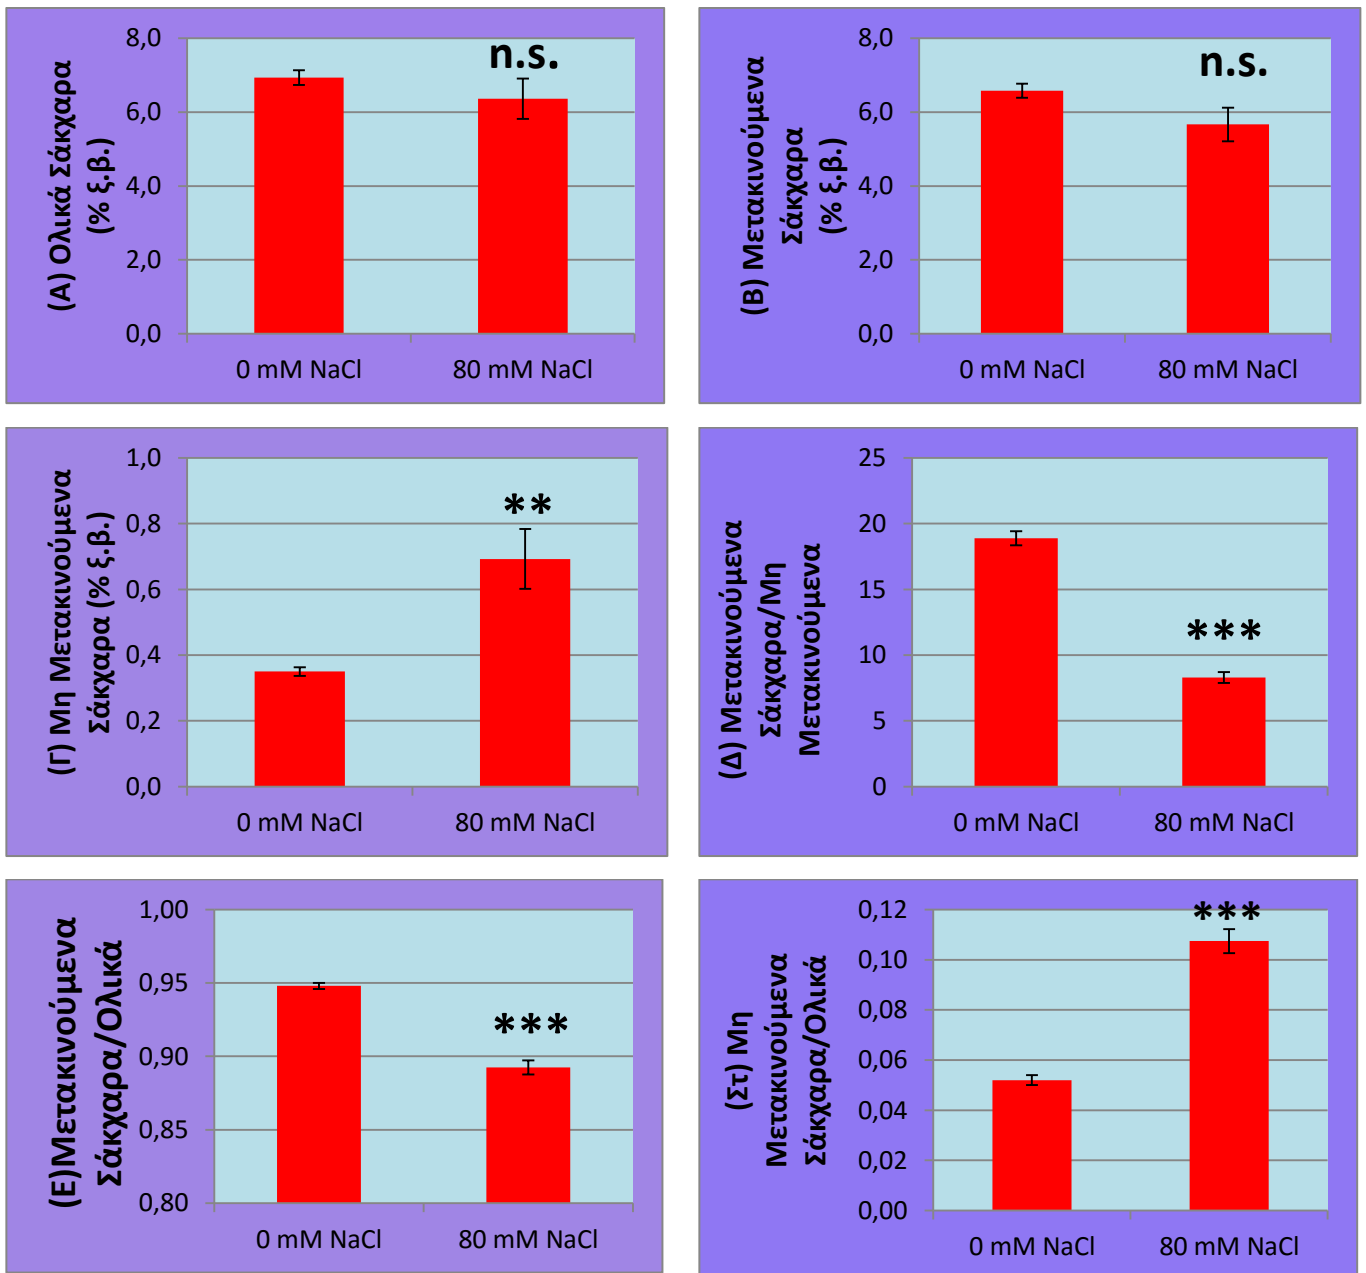 (Α) Ολικά Σάκχαρα
(% ξ.β.)
8,0
6,0
4,0
2,0
0,0
n.s.
0 mM NaCl
80 mM NaCl
(Β) Μετακινούμενα
Σάκχαρα
(% ξ.β.)
8,0
6,0
4,0
2,0
0,0
n.s.
0 mM NaCl
80 mM NaCl
(Γ) Μη Μετακινούμενα
Σάκχαρα (% ξ.β.)
1,0
0,8
0,6
0,4
0,2
0,0
**
0 mM NaCl
80 mM NaCl
(Δ) Μετακινούμενα
Σάκχαρα/Μη
Μετακινούμενα
25
20
15
10
5
0
***
0 mM NaCl
80 mM NaCl
(Ε)Μετακινούμενα
Σάκχαρα/Ολικά
1,00
0,95
0,90
0,85
0,80
***
0 mM NaCl
80 mM NaCl
(Στ) Μη
Μετακινούμενα
Σάκχαρα/Ολικά
0,12
0,10
0,08
0,06
0,04
0,02
0,00
***
0 mM NaCl
80 mM NaCl